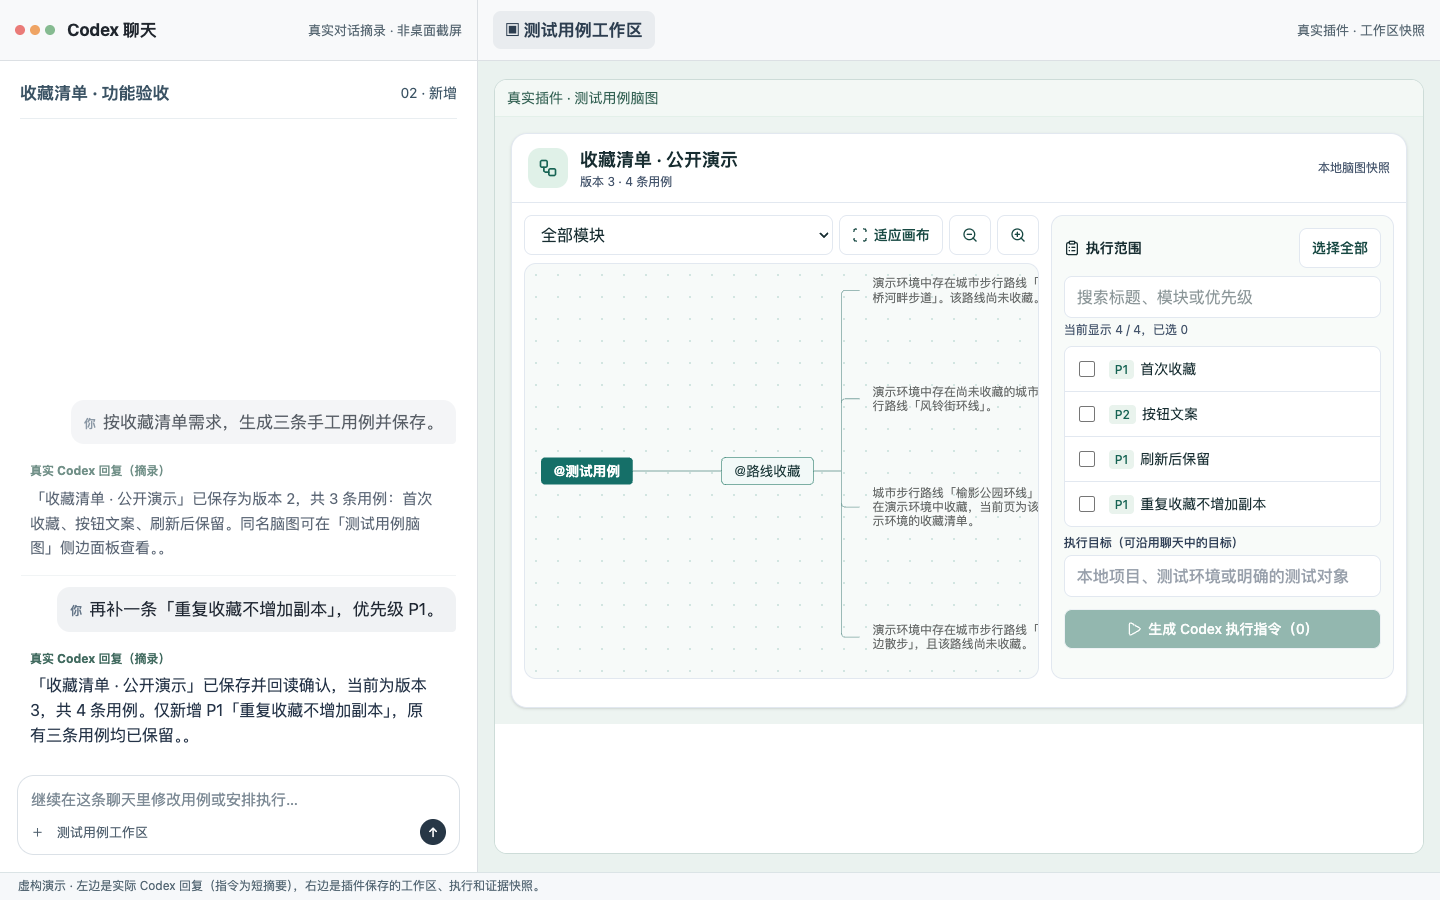 Codex 聊天
真实对话摘录 · 非桌面截屏
收藏清单 · 功能验收
02 · 新增
你 按收藏清单需求，生成三条手工用例并保存。
真实 Codex 回复（摘录）
「收藏清单 · 公开演示」已保存为版本 2，共 3 条用例：首次
收藏、按钮文案、刷新后保留。同名脑图可在「测试用例脑
图」侧边面板查看。。
你 再补一条「重复收藏不增加副本」，优先级 P1。
真实 Codex 回复（摘录）
「收藏清单 · 公开演示」已保存并回读确认，当前为版本
3，共 4 条用例。仅新增 P1「重复收藏不增加副本」，原
有三条用例均已保留。。
继续在这条聊天里修改用例或安排执行...
+ 测试用例工作区
▣ 测试用例工作区
真实插件 · 工作区快照
真实插件 · 测试用例脑图
收藏清单 · 公开演示
版本 3 · 4 条用例
本地脑图快照
全部模块
适应画布
@测试用例
@路线收藏
演示环境中存在城市步行路线「
桥河畔步道」。该路线尚未收藏。
演示环境中存在尚未收藏的城市
行路线「风铃街环线」。
城市步行路线「榆影公园环线」
在演示环境中收藏，当前页为该
示环境的收藏清单。
演示环境中存在城市步行路线「
边散步」，且该路线尚未收藏。
执行范围
选择全部
搜索标题、模块或优先级
当前显示 4 / 4，已选 0
P1 首次收藏
P2 按钮文案
P1 刷新后保留
P1 重复收藏不增加副本
执行目标（可沿用聊天中的目标）
本地项目、测试环境或明确的测试对象
生成 Codex 执行指令（0）
虚构演示 · 左边是实际 Codex 回复（指令为短摘要），右边是插件保存的工作区、执行和证据快照。